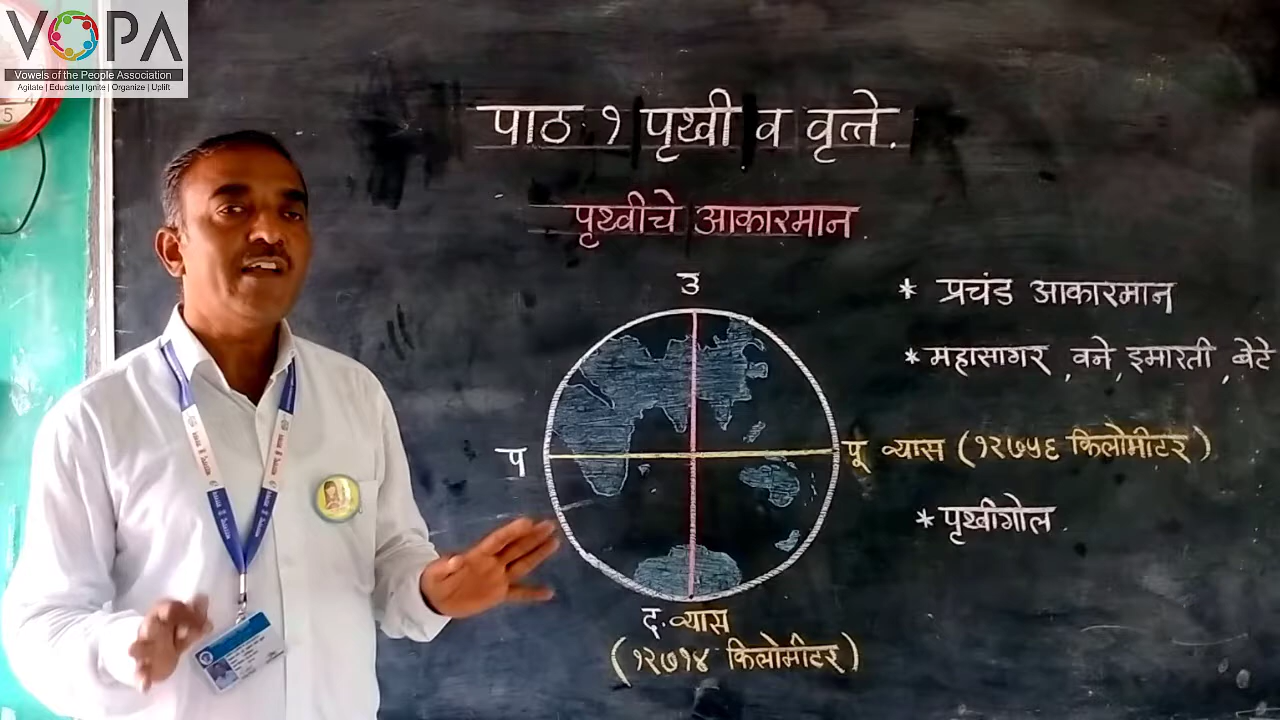 VOPA
Vowels of the People Association
Agitate | Educate | Ignite | Organize | Uplift
5
पाठ १ पृथ्वी व वृत्ते.
पृथ्वीचे आकारमान.
उ
* प्रचंड आकारमान
* महासागर, वने, इमारती, बेटे
प
पू व्यास (१२७५६ किलोमीटर)
* पृथ्वीगोल.
द. व्यास
(१२७१४ किलोमीटर)